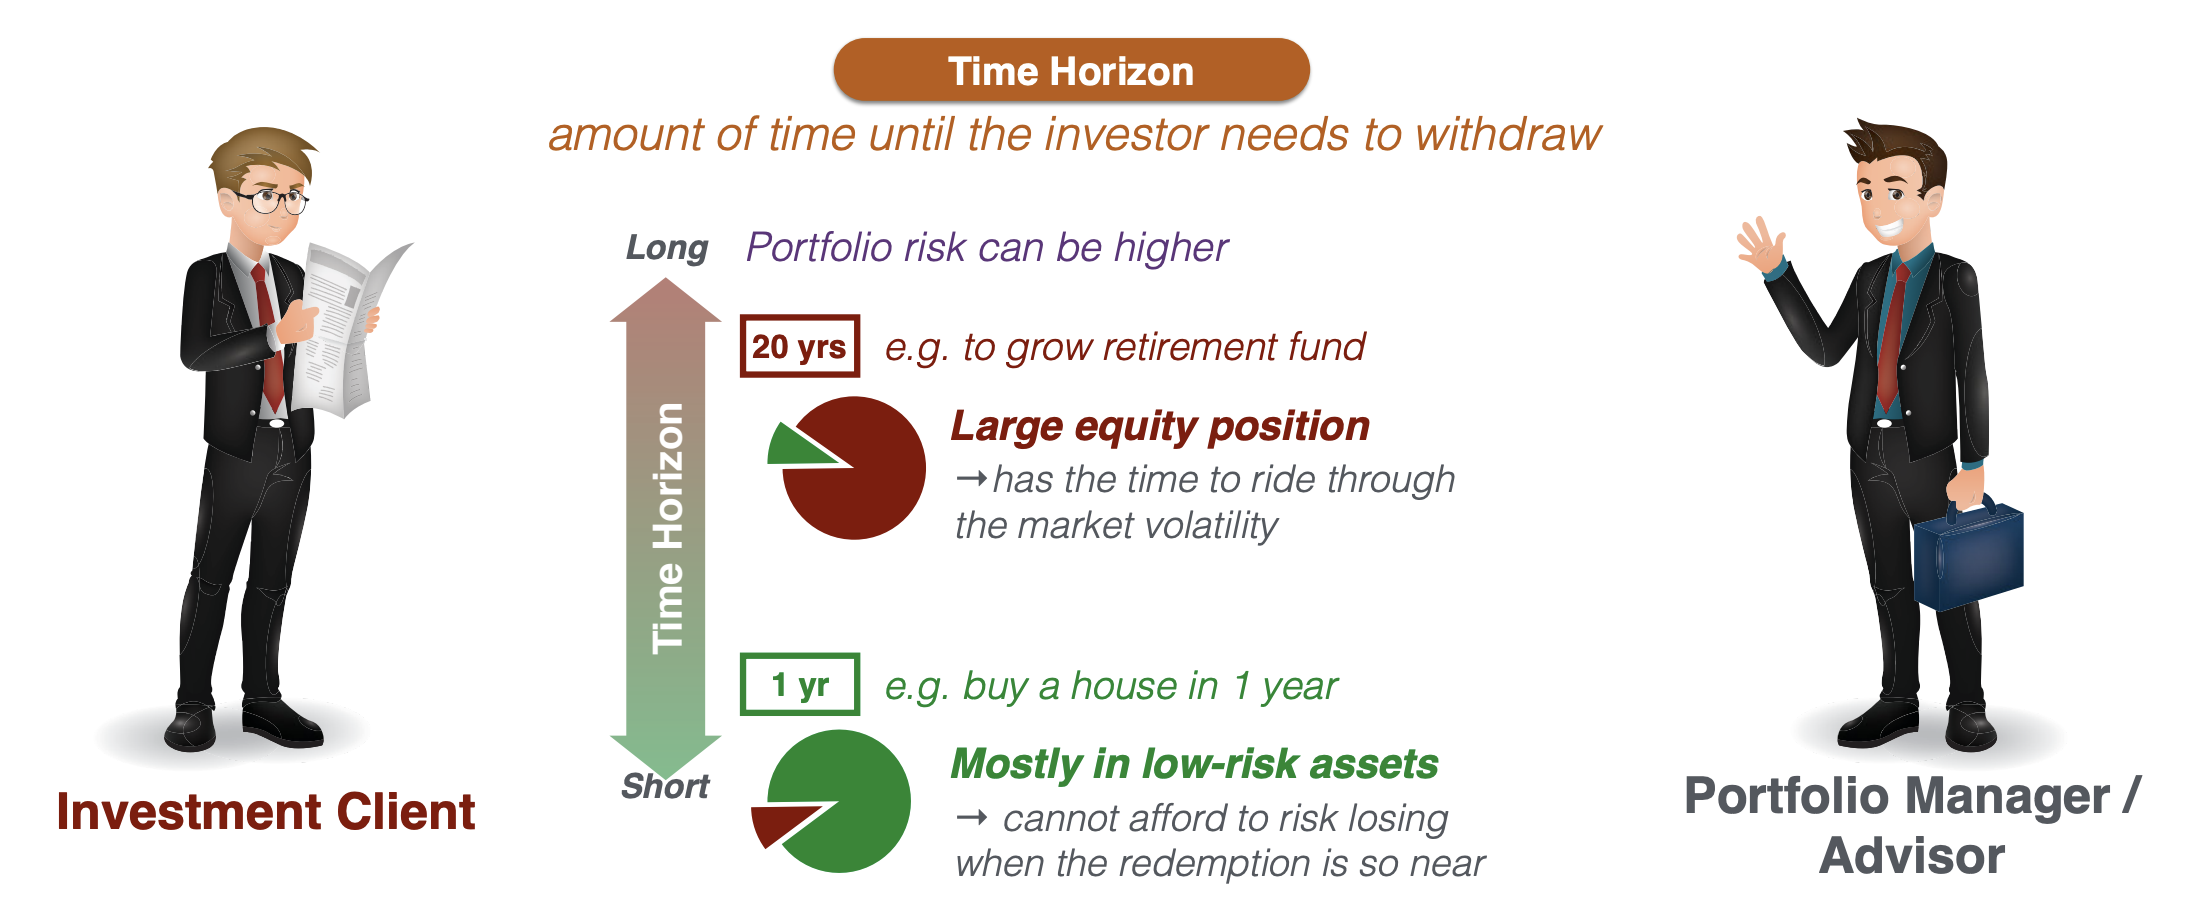 Time Horizon
amount of time until the investor needs to withdraw
Long
Portfolio risk can be higher
20 yrs
e.g. to grow retirement fund
Large equity position
→has the time to ride through
the market volatility
Time Horizon
1 yr
e.g. buy a house in 1 year
Mostly in low-risk assets
→ cannot afford to risk losing
when the redemption is so near
Short
Investment Client
Portfolio Manager /
Advisor